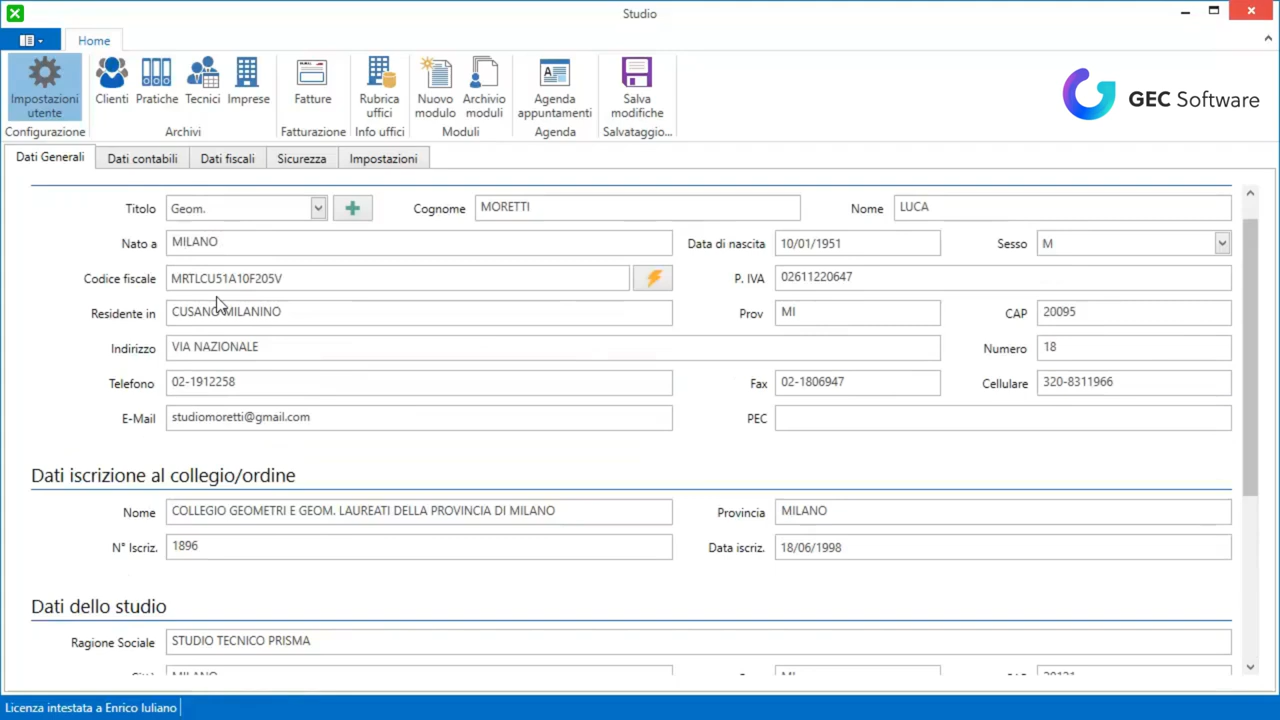 Studio
Home
Impostazioni utente
Clienti Pratiche Tecnici Imprese Fatture Rubrica uffici Nuovo modulo Archivio moduli Agenda appuntamenti Salva modifiche
Configurazione Archivi Fatturazione Info uffici Moduli Agenda Salvataggio...
GEC Software
Dati Generali Dati contabili Dati fiscali Sicurezza Impostazioni
Titolo Geom. Cognome MORETTI Nome LUCA
Nato a MILANO Data di nascita 10/01/1951 Sesso M
Codice fiscale MRTLCU51A10F205V P. IVA 02611220647
Residente in CUSANO MILANINO Prov MI CAP 20095
Indirizzo VIA NAZIONALE Numero 18
Telefono 02-1912258 Fax 02-1806947 Cellulare 320-8311966
E-Mail studiomoretti@gmail.com PEC
Dati iscrizione al collegio/ordine
Nome COLLEGIO GEOMETRI E GEOM. LAUREATI DELLA PROVINCIA DI MILANO Provincia MILANO
N° Iscriz. 1896 Data iscriz. 18/06/1998
Dati dello studio
Ragione Sociale STUDIO TECNICO PRISMA
MILANO MI
Licenza intestata a Enrico Iuliano